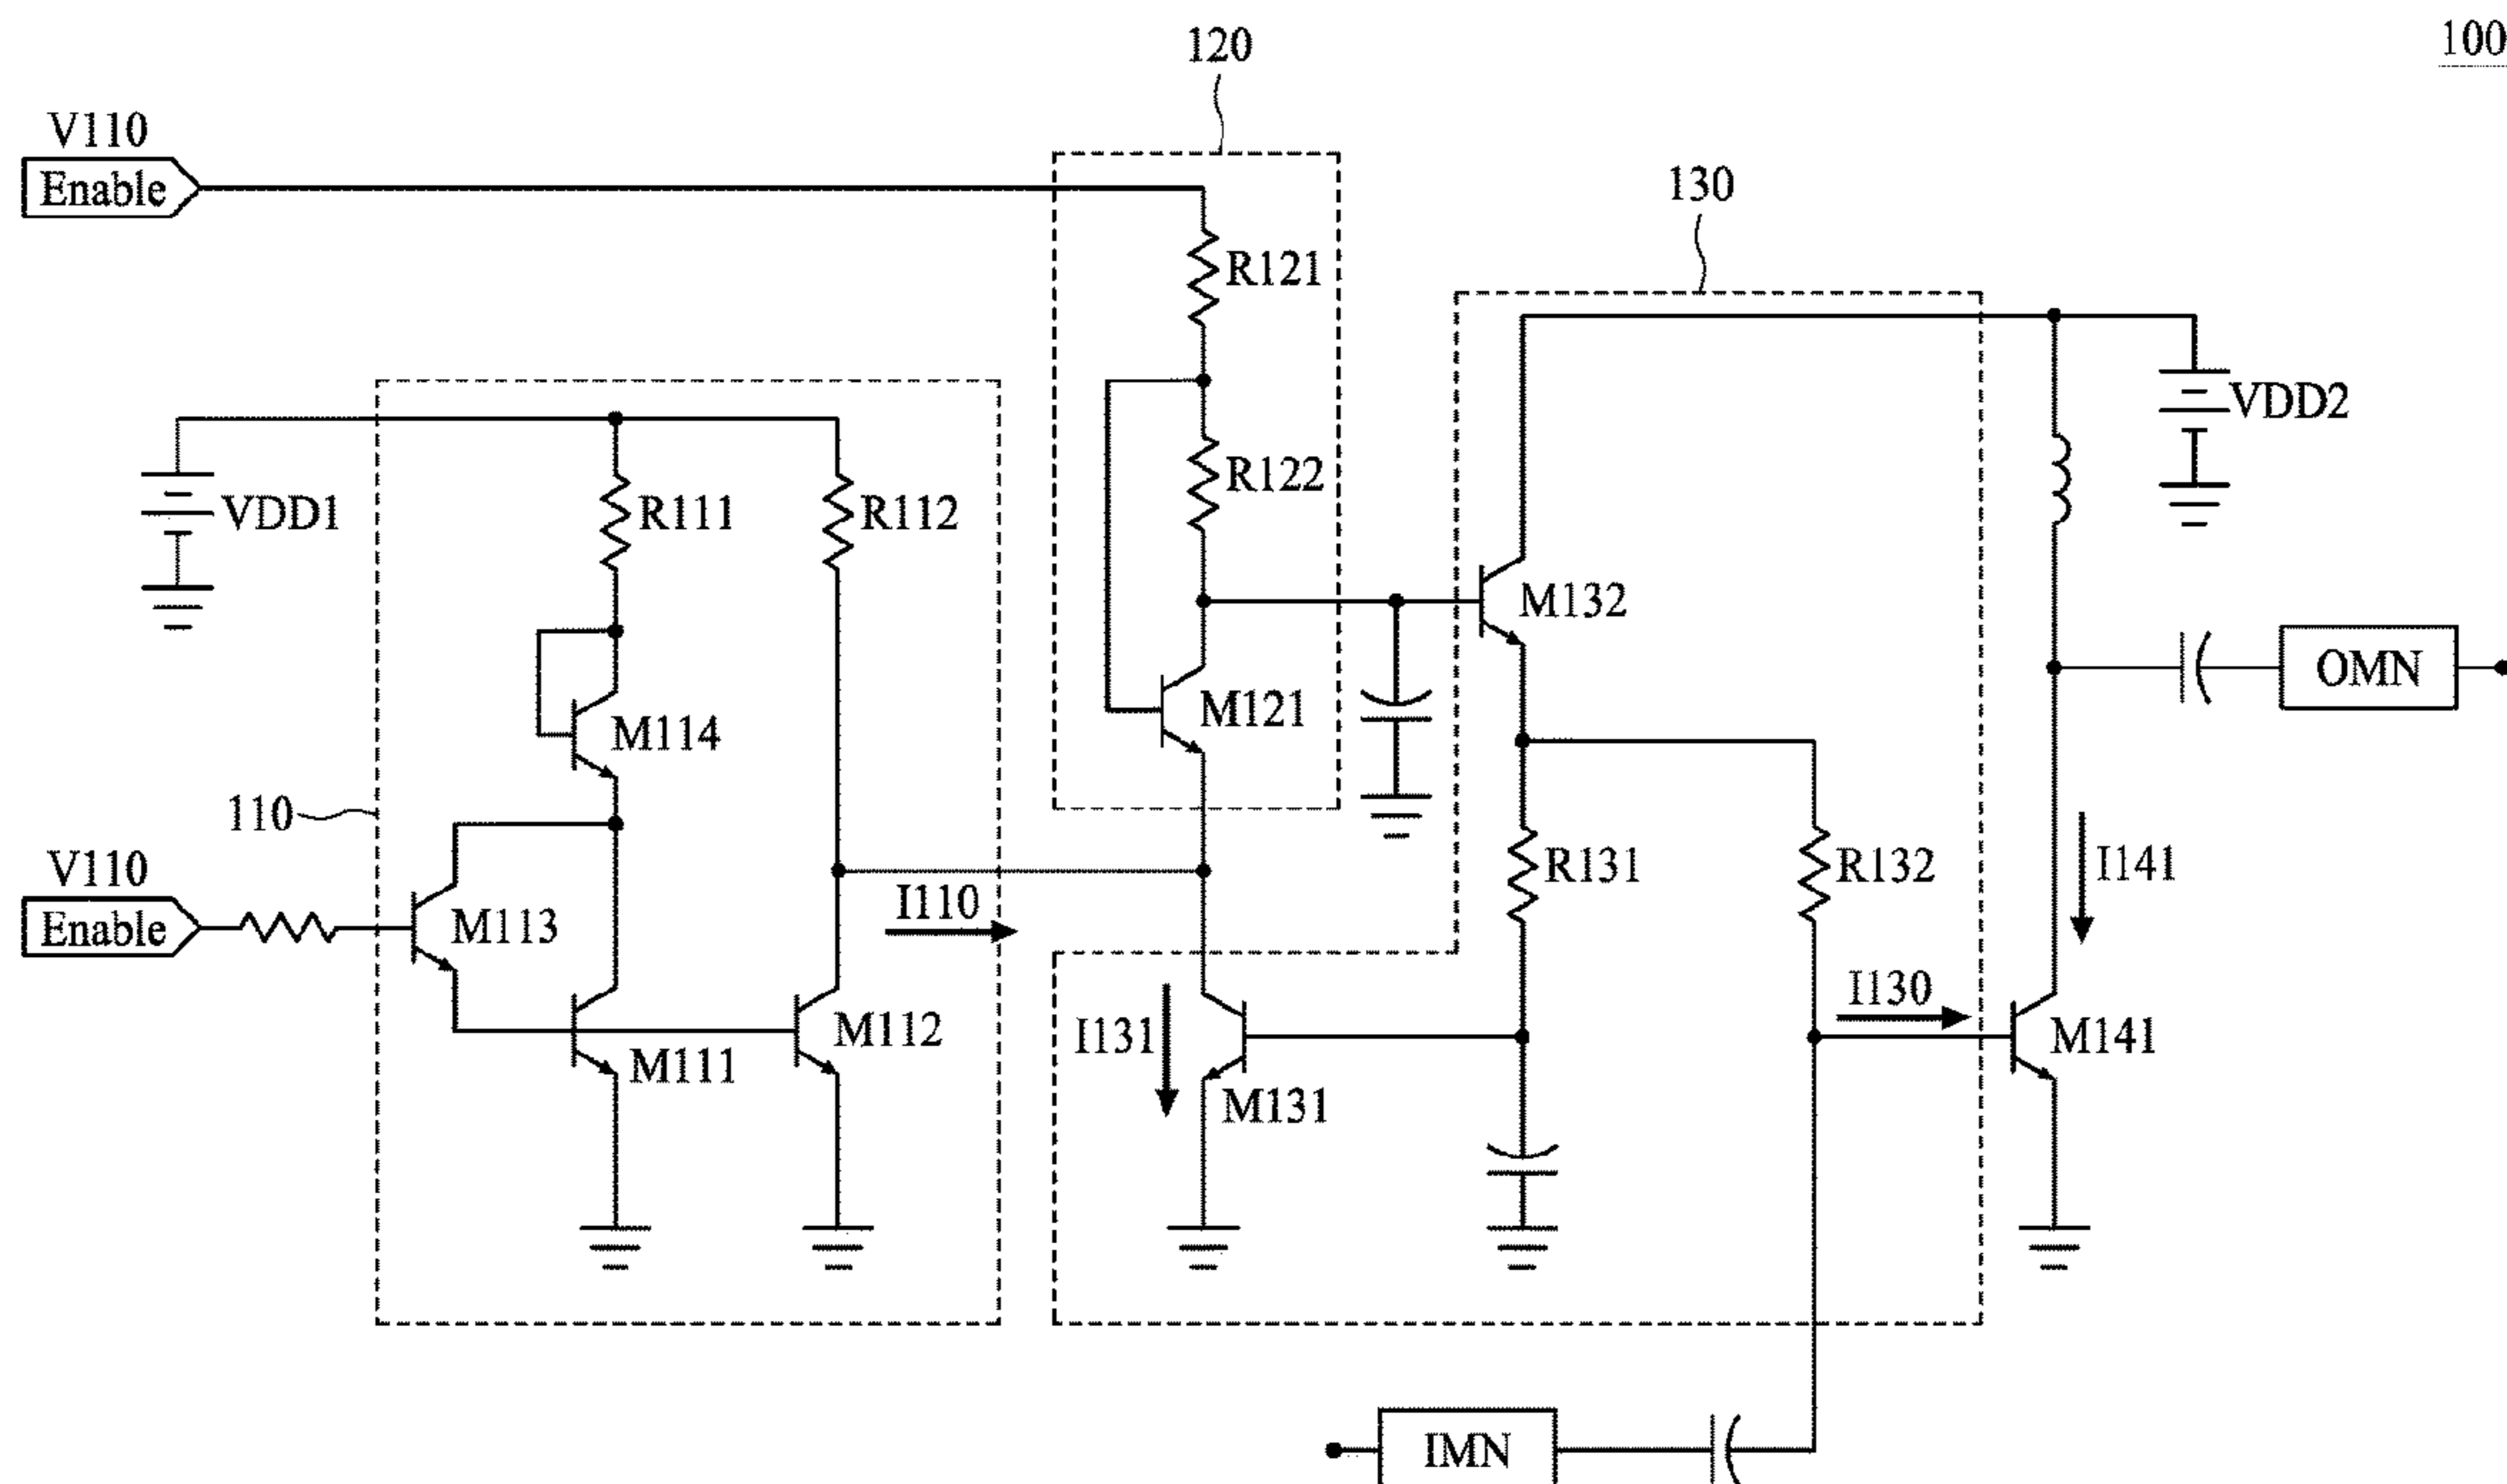 100
120
V110
Enable
130
R121
VDD2
R122
VDD1
R111
R112
M132
OMN
M121
M114
110
V110
Enable
R131
R132
I141
I110
M113
I130
I131
M112
M111
M141
M131
IMN